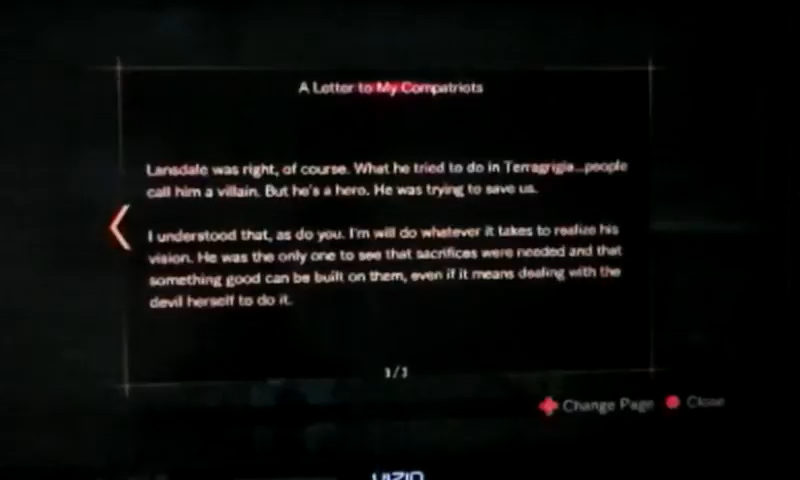 A Letter to My Compatriots
Lansdale was right, of course. What he tried to do in Terragrigia...people
call him a villain. But he's a hero. He was trying to save us.
I understood that, as do you. I'm will do whatever it takes to realize his
vision. He was the only one to see that sacrifices were needed and that
something good can be built on them, even if it means dealing with the
devil herself to do it.
1/1
Change Page Close
VIZIO